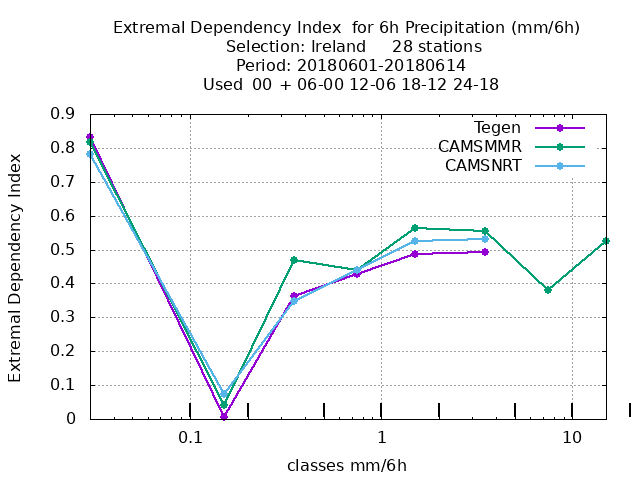 Extremal Dependency Index  for 6h Precipitation (mm/6h)
Selection: Ireland     28 stations
Period: 20180601-20180614
Used  00  + 06-00 12-06 18-12 24-18
Extremal Dependency Index
0.9
0.8
0.7
0.6
0.5
0.4
0.3
0.2
0.1
0
Tegen
CAMSMMR
CAMSNRT
0.1
1
10
classes mm/6h